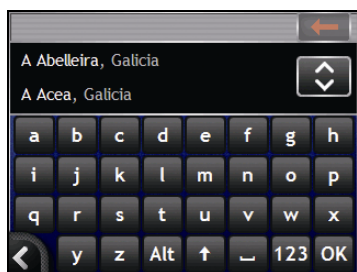 A Abelleira, Galicia
A Acea, Galicia
a b c d e f g h
i j k l m n o p
q r s t u v w x
y z Alt 123 OK